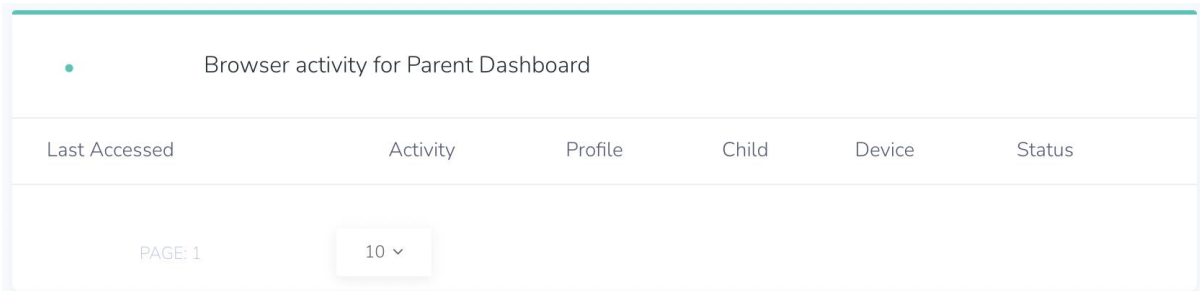 Browser activity for Parent Dashboard
Last Accessed Activity Profile Child Device Status
PAGE: 1 10